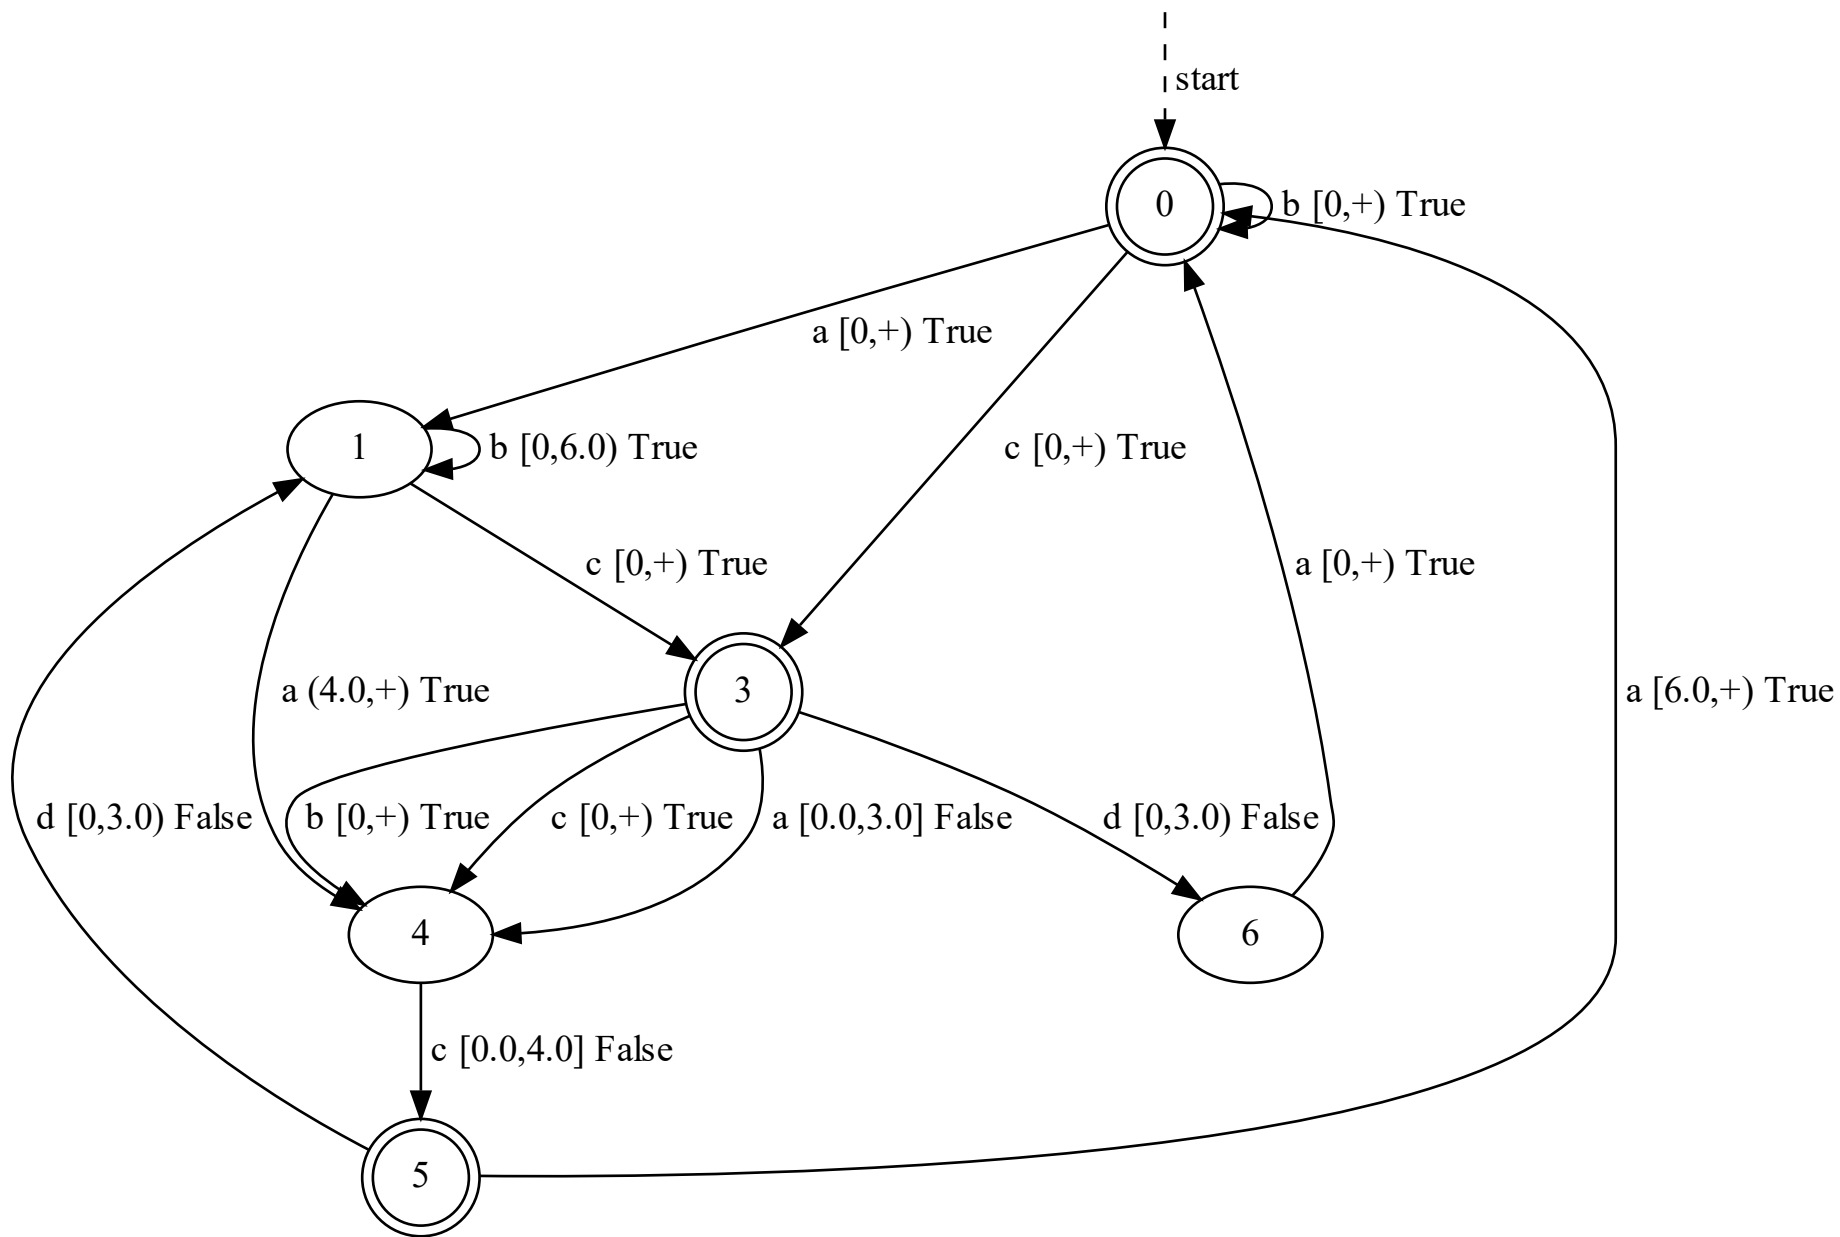 start
0
b [0,+) True
a [0,+) True
1
b [0,6.0) True
c [0,+) True
c [0,+) True
a [0,+) True
a (4.0,+) True
3
a [6.0,+) True
d [0,3.0) False
b [0,+) True
c [0,+) True
a [0.0,3.0] False
d [0,3.0) False
4
6
c [0.0,4.0] False
5